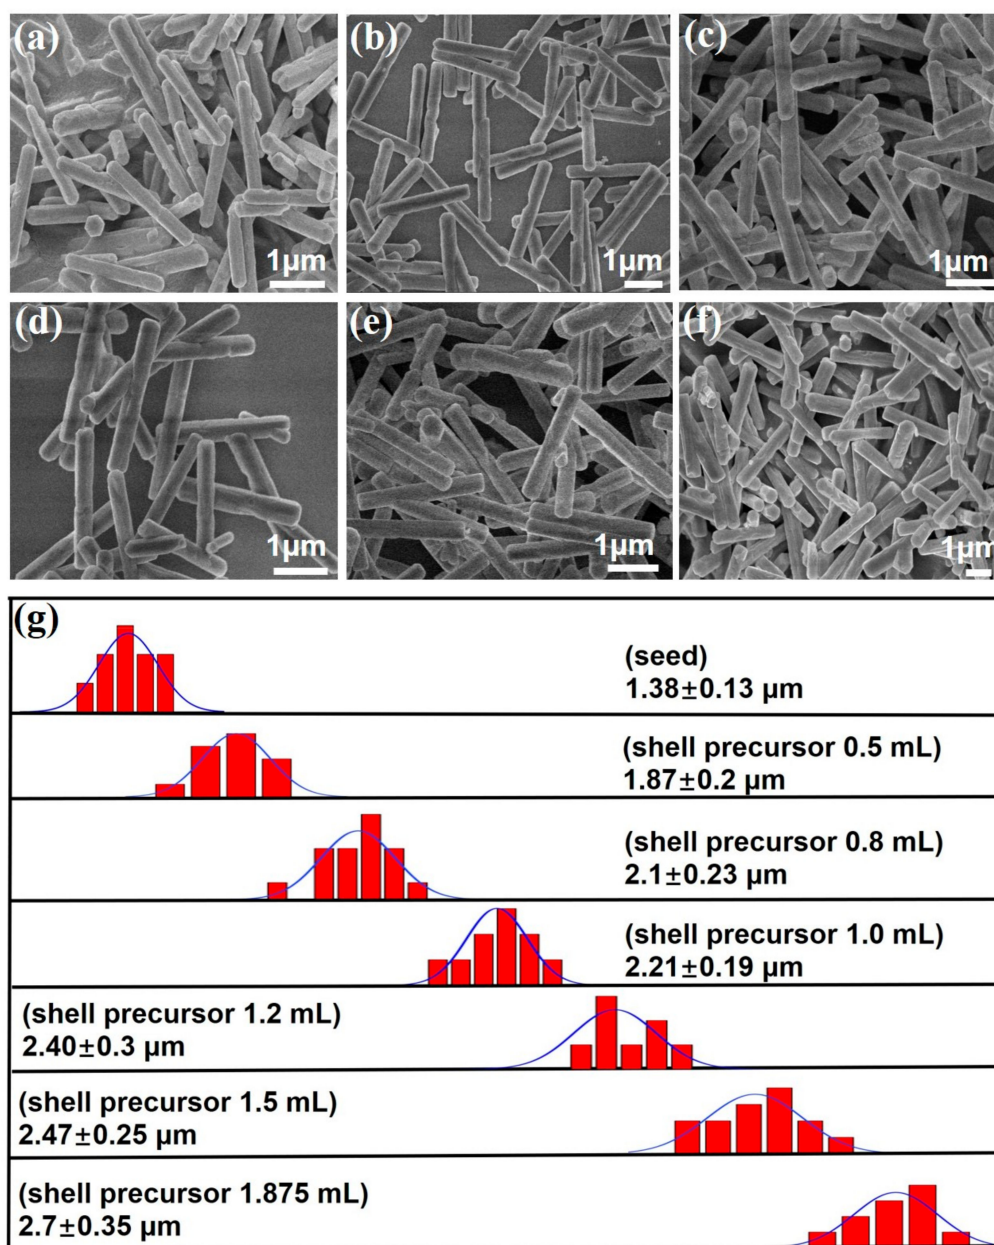 (a)
(b)
(c)
1μm
1μm
1μm
(d)
(e)
(f)
1μm
1μm
1μm
(g)
(seed)
1.38±0.13 μm
(shell precursor 0.5 mL)
1.87±0.2 μm
(shell precursor 0.8 mL)
2.1±0.23 μm
(shell precursor 1.0 mL)
2.21±0.19 μm
(shell precursor 1.2 mL)
2.40±0.3 μm
(shell precursor 1.5 mL)
2.47±0.25 μm
(shell precursor 1.875 mL)
2.7±0.35 μm